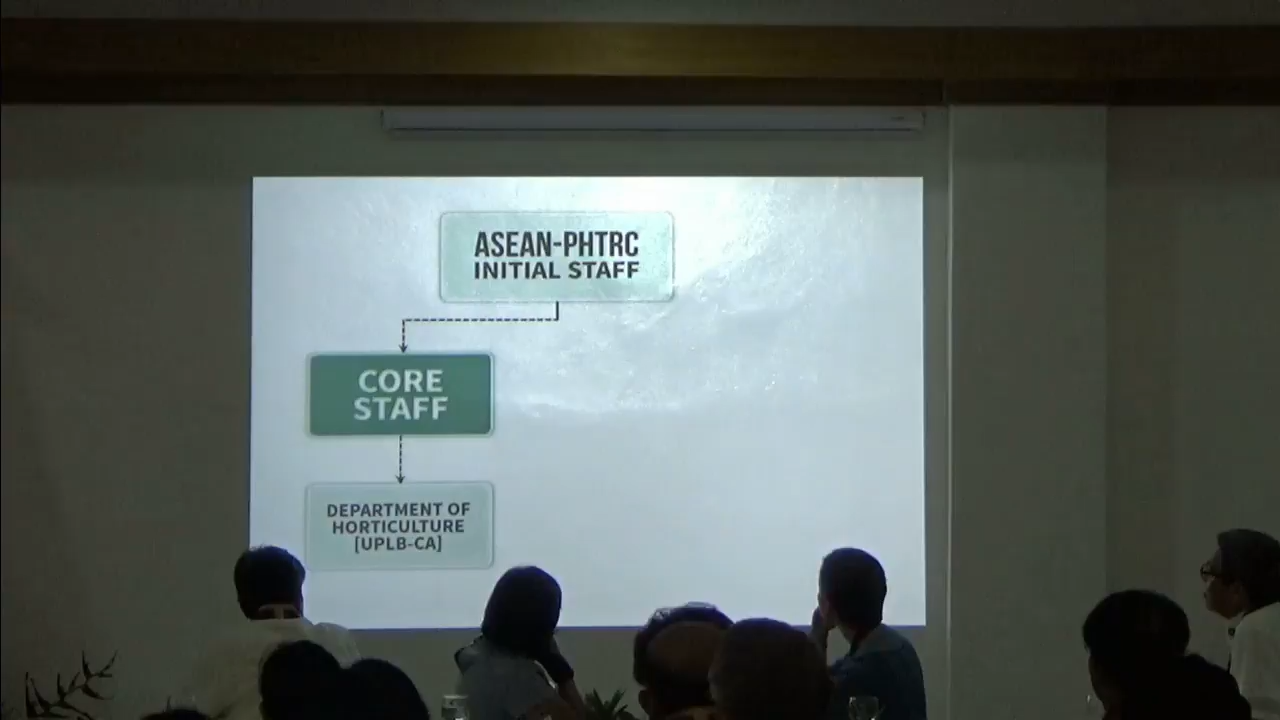 ASEAN-PHTRC
INITIAL STAFF
CORE
STAFF
DEPARTMENT OF
HORTICULTURE
[UPLB-CA]